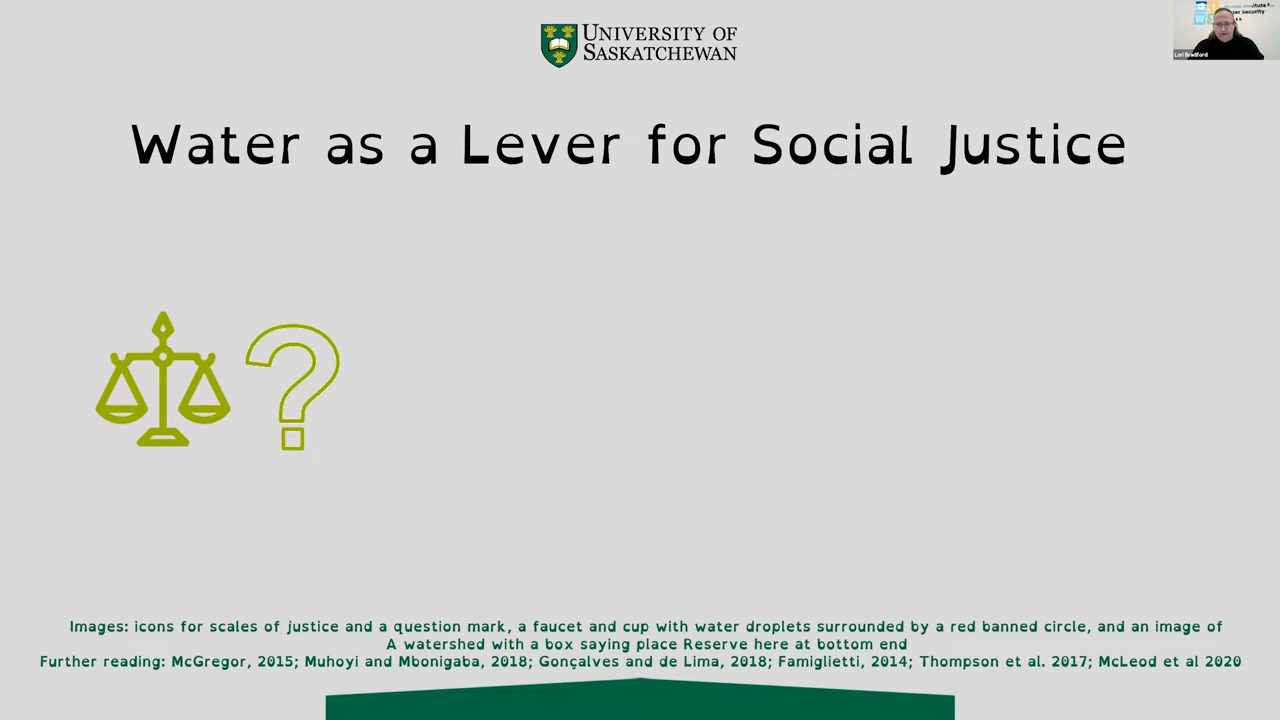 UNIVERSITY OF
SASKATCHEWAN
Lori Bradford
Water as a Lever for Social Justice
?
Images: icons for scales of justice and a question mark, a faucet and cup with water droplets surrounded by a red banned circle, and an image of
A watershed with a box saying place Reserve here at bottom end
Further reading: McGregor, 2015; Muhoyi and Mbonigaba, 2018; Gonçalves and de Lima, 2018; Famiglietti, 2014; Thompson et al. 2017; McLeod et al 2020